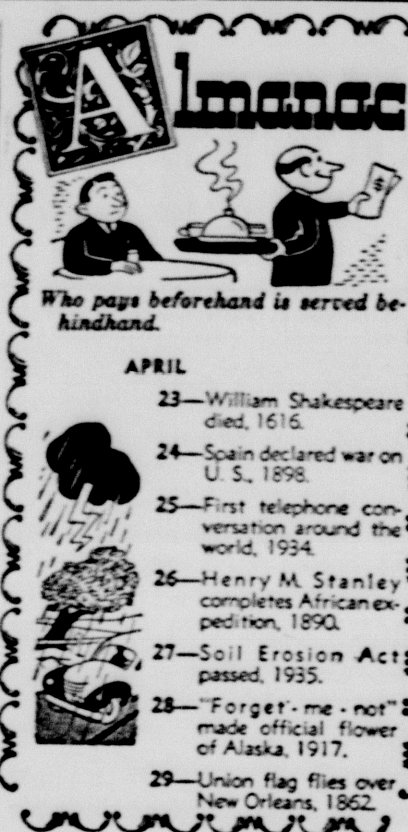 Almanac
$
Who pays beforehand is served be-
hindhand.
APRIL
23—William Shakespeare
died, 1616.
24—Spain declared war on
U. S., 1898.
25—First telephone con-
versation around the
world, 1934.
26—Henry M. Stanley
completes African ex-
pedition, 1890.
27—Soil Erosion Act
passed, 1935.
28—"Forget - me - not"
made official flower
of Alaska, 1917.
29—Union flag flies over
New Orleans, 1862.